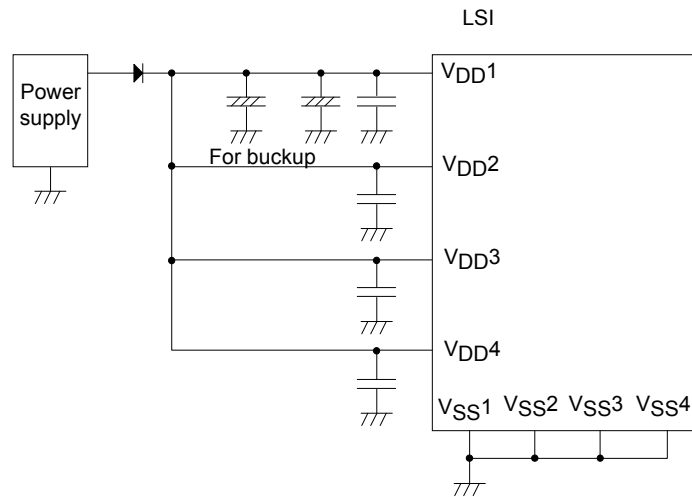 LSI
Power
supply
VDD1
For buckup
VDD2
VDD3
VDD4
VSS1 VSS2 VSS3 VSS4